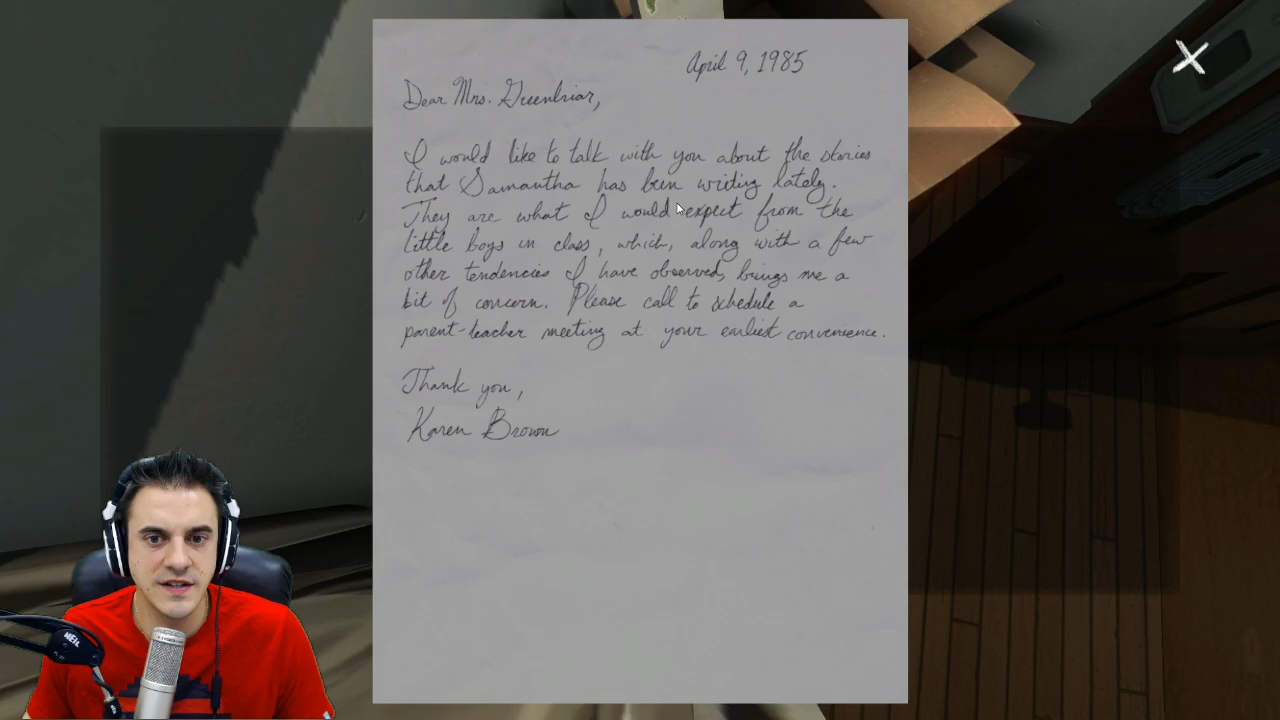 April 9, 1985
Dear Mrs. Greenbriar,
I would like to talk with you about the stories
that Samantha has been writing lately.
They are what I would expect from the
little boys in class, which, along with a few
other tendencies I have observed, brings me a
bit of concern. Please call to schedule a
parent-teacher meeting at your earliest convenience.
Thank you,
Karen Brown
NEIL